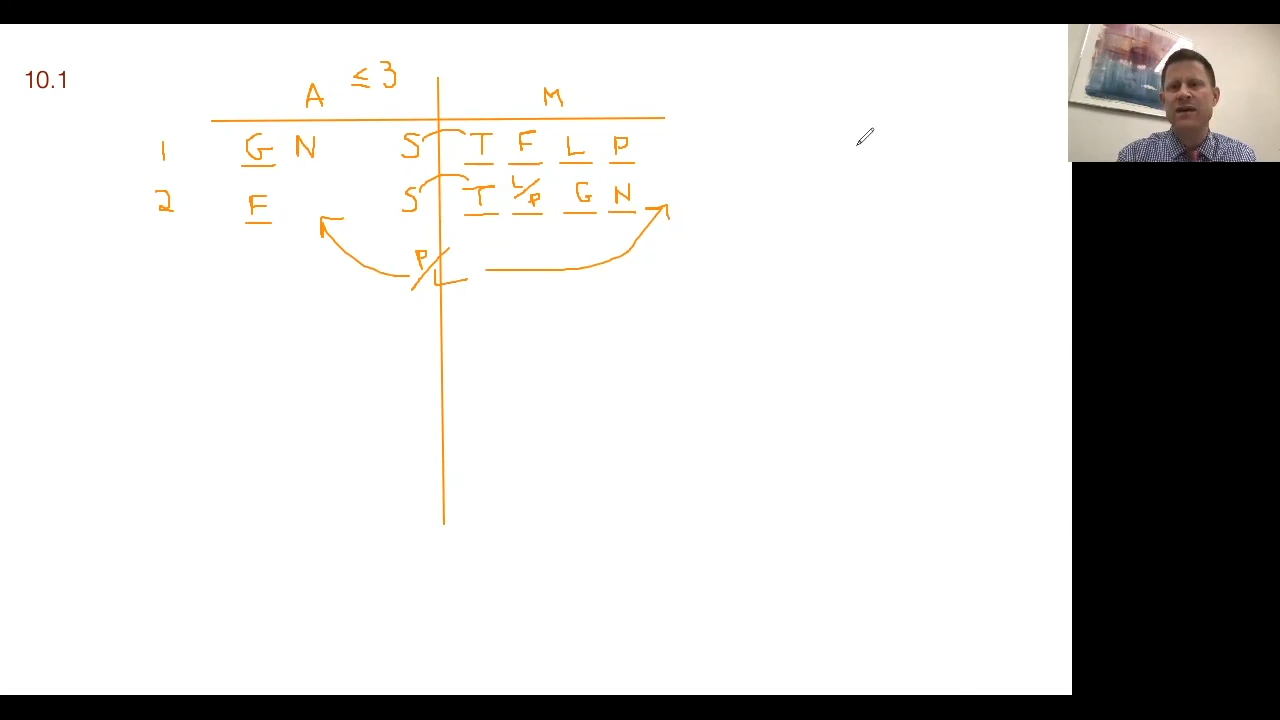 10.1
A ≤ 3 M
1 G N S T F L P
2 F S T L/P G N
P/L